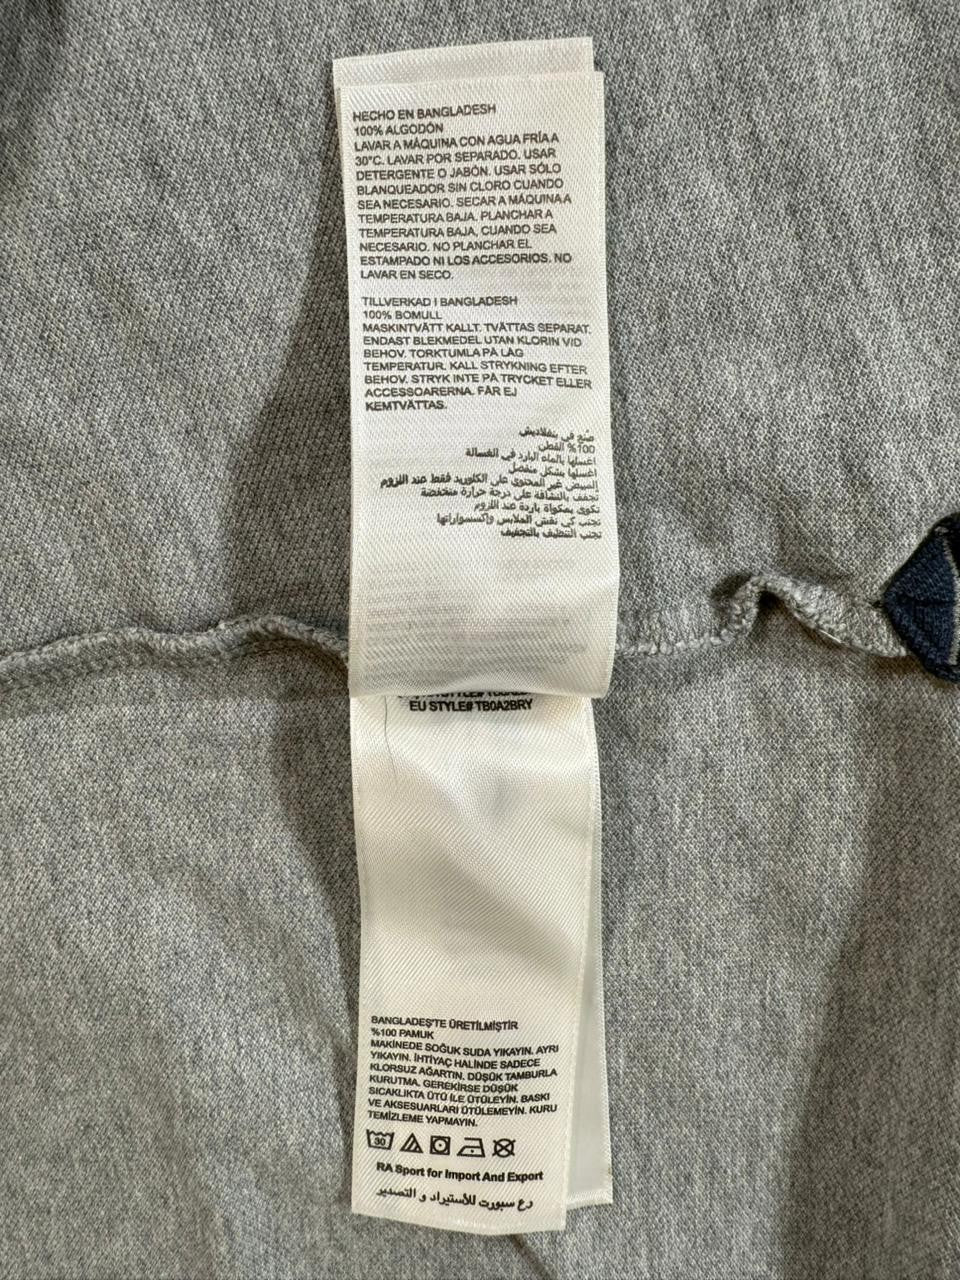 HECHO EN BANGLADESH
100% ALGODÓN
LAVAR A MÁQUINA CON AGUA FRÍA A
30°C. LAVAR POR SEPARADO. USAR
DETERGENTE O JABÓN. USAR SÓLO
BLANQUEADOR SIN CLORO CUANDO
SEA NECESARIO. SECAR A MÁQUINA A
TEMPERATURA BAJA. PLANCHAR A
TEMPERATURA BAJA, CUANDO SEA
NECESARIO. NO PLANCHAR EL
ESTAMPADO NI LOS ACCESORIOS. NO
LAVAR EN SECO.
TILLVERKAD I BANGLADESH
100% BOMULL
MASKINTVÄTT KALLT. TVÄTTAS SEPARAT.
ENDAST BLEKMEDEL UTAN KLORIN VID
BEHOV. TORKTUMLA PÅ LÅG
TEMPERATUR. KALL STRYKNING EFTER
BEHOV. STRYK INTE PÅ TRYCKET ELLER
ACCESSOARERNA. FÅR EJ
KEMTVÄTTAS.
صنع في بنغلاديش
100% القطن
اغسلها بالماء البارد في الغسالة
اغسلها بشكل منفصل
المبيض غير المحتوى على الكلوريد فقط عند اللزوم
تجفف بالنشافة على درجة حرارة منخفضة
تكوى بمكواة باردة عند اللزوم
تجنب كي نقش الملابس واكسسواراتها
تجنب التنظيف بالتجفيف
EU STYLE# TB0A2BRY
BANGLADEŞ'TE ÜRETİLMİŞTİR
%100 PAMUK
MAKİNEDE SOĞUK SUDA YIKAYIN. AYRI
YIKAYIN. İHTİYAÇ HALİNDE SADECE
KLORSUZ AĞARTIN. DÜŞÜK TAMBURLA
KURUTMA. GEREKİRSE DÜŞÜK
SICAKLIKTA ÜTÜ İLE ÜTÜLEYİN. BASKI
VE AKSESUARLARI ÜTÜLEMEYİN. KURU
TEMİZLEME YAPMAYIN.
30
RA Sport for Import And Export
رع سبورت للأستيراد و التصدير